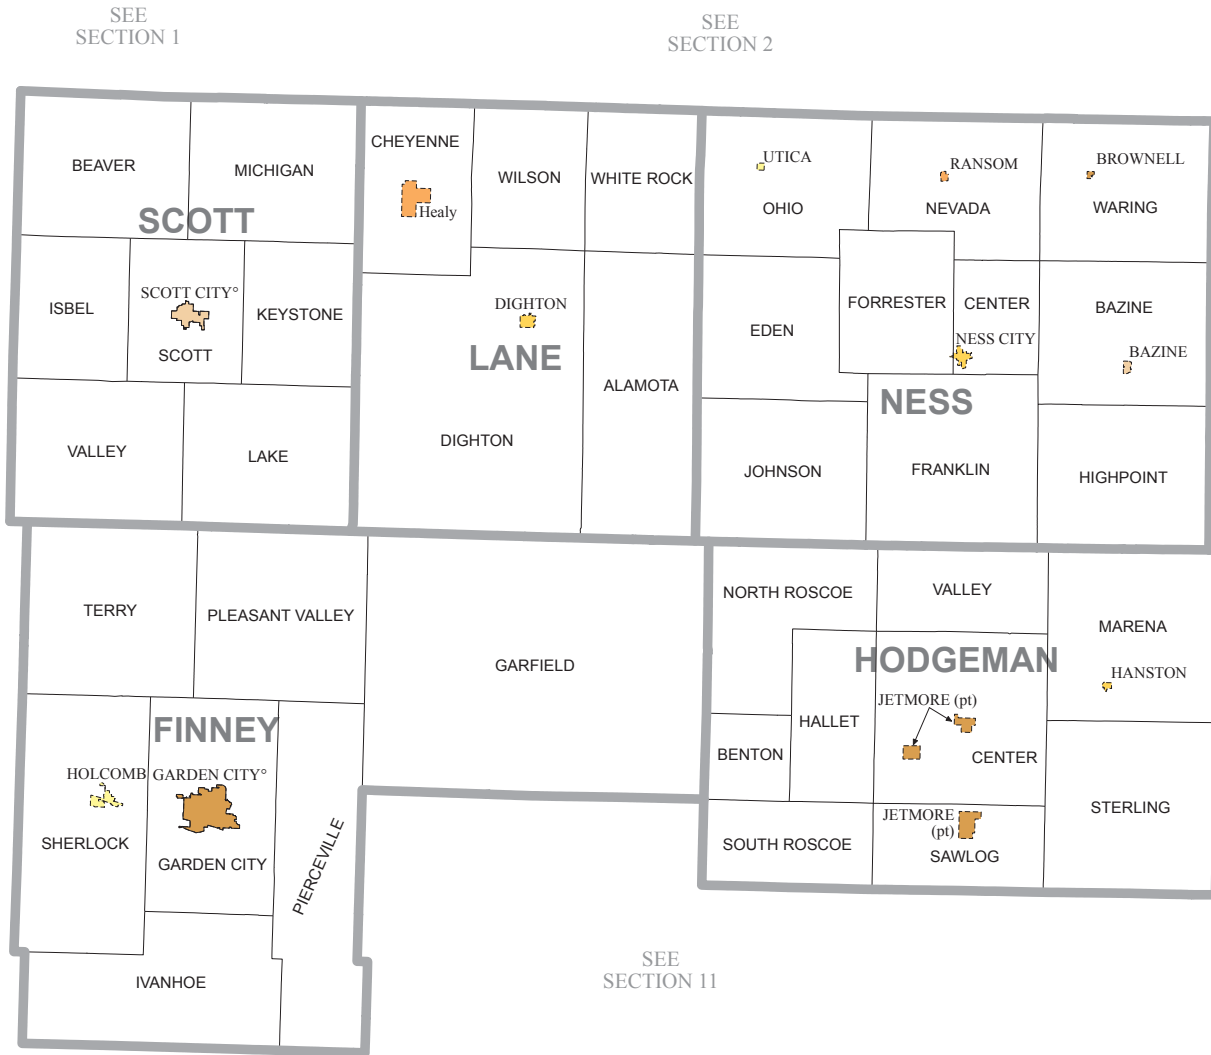 SEE
SECTION 1
SEE
SECTION 2
BEAVER
MICHIGAN
SCOTT
ISBEL
SCOTT CITY°
SCOTT
KEYSTONE
VALLEY
LAKE
CHEYENNE
Healy
WILSON
WHITE ROCK
DIGHTON
LANE
ALAMOTA
DIGHTON
UTICA
OHIO
RANSOM
NEVADA
BROWNELL
WARING
EDEN
FORRESTER
CENTER
NESS CITY
BAZINE
BAZINE
NESS
JOHNSON
FRANKLIN
HIGHPOINT
TERRY
PLEASANT VALLEY
GARFIELD
FINNEY
HOLCOMB
GARDEN CITY°
SHERLOCK
GARDEN CITY
PIERCEVILLE
IVANHOE
NORTH ROSCOE
VALLEY
MARENA
HODGEMAN
HANSTON
JETMORE (pt)
HALLET
BENTON
CENTER
STERLING
JETMORE
(pt)
SOUTH ROSCOE
SAWLOG
SEE
SECTION 11